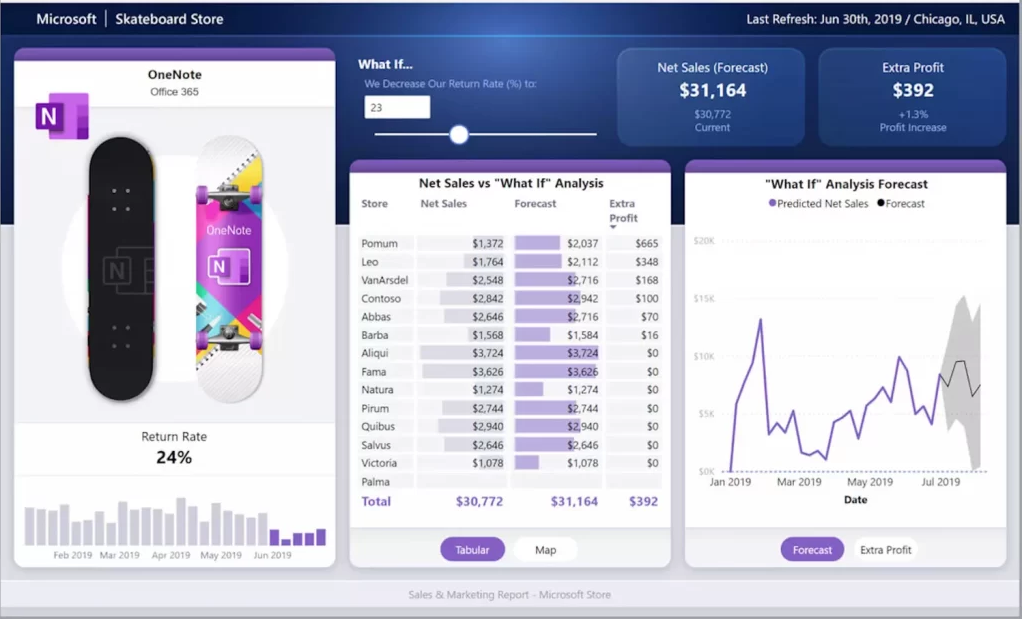 Microsoft | Skateboard Store
Last Refresh: Jun 30th, 2019 / Chicago, IL, USA
OneNote
Office 365
N
N
OneNote
N
Return Rate
24%
Feb 2019 Mar 2019 Apr 2019 May 2019 Jun 2019
What If...
We Decrease Our Return Rate (%) to:
23
Net Sales (Forecast)
$31,164
$30,772
Current
Extra Profit
$392
+1.3%
Profit Increase
Net Sales vs "What If" Analysis
Store Net Sales Forecast Extra Profit
Pomum $1,372 $2,037 $665
Leo $1,764 $2,112 $348
VanArsdel $2,548 $2,716 $168
Contoso $2,842 $2,942 $100
Abbas $2,646 $2,716 $70
Barba $1,568 $1,584 $16
Aliqui $3,724 $3,724 $0
Fama $3,626 $3,626 $0
Natura $1,274 $1,274 $0
Pirum $2,744 $2,744 $0
Quibus $2,940 $2,940 $0
Salvus $2,646 $2,646 $0
Victoria $1,078 $1,078 $0
Palma
Total $30,772 $31,164 $392
Tabular Map
"What If" Analysis Forecast
Predicted Net Sales Forecast
$20K
$15K
$10K
$5K
$0K
Jan 2019 Mar 2019 May 2019 Jul 2019
Date
Forecast Extra Profit
Sales & Marketing Report - Microsoft Store